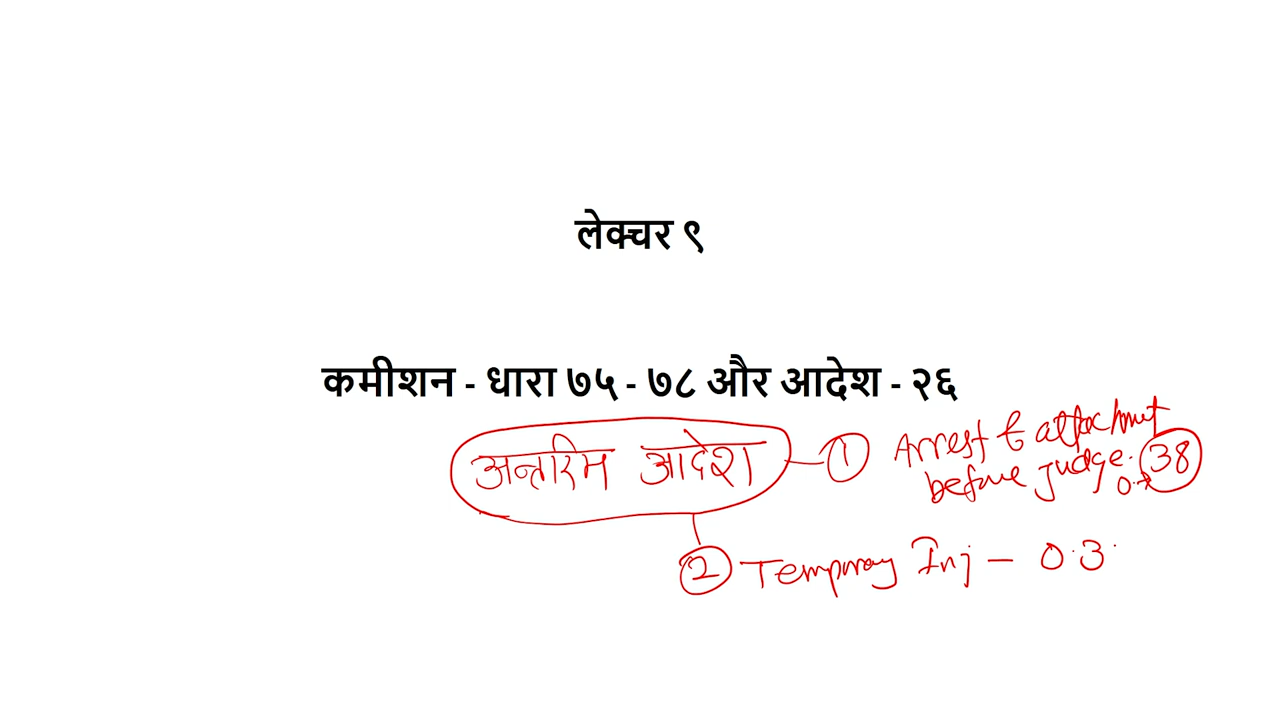 लेक्चर ९
कमीशन - धारा ७५ - ७८ और आदेश - २६
अन्तरिम आदेश - ① Arrest & attachment
before judge. 38
② Temporary Inj - O.3